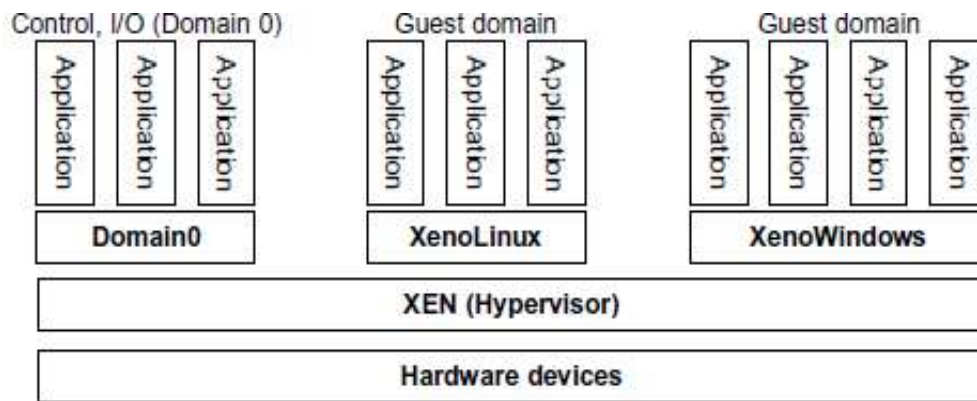 Control, I/O (Domain 0)
Guest domain
Guest domain
Application
Application
Application
Application
Application
Application
Application
Application
Application
Application
Domain0
XenoLinux
XenoWindows
XEN (Hypervisor)
Hardware devices